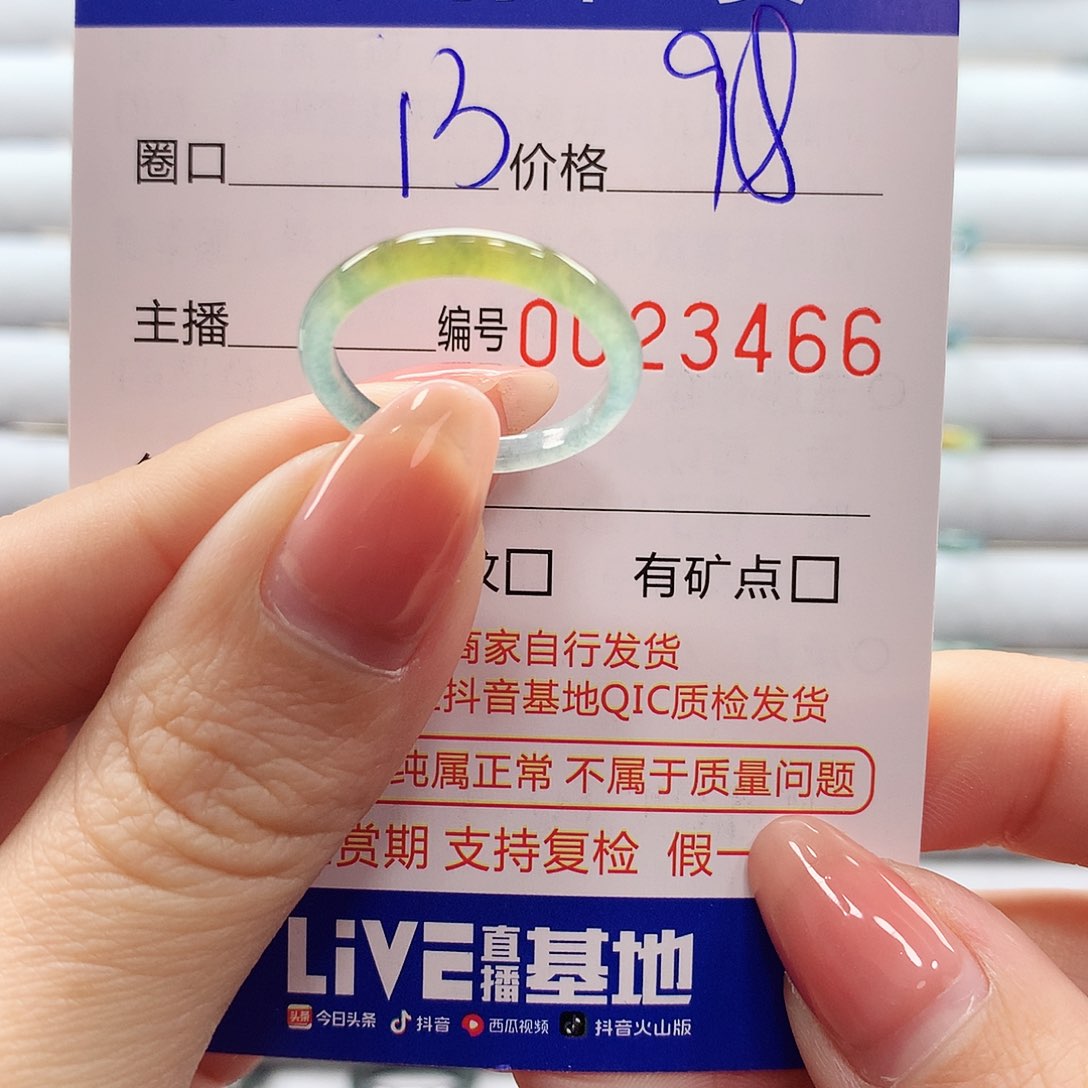 圈口 13 价格 98
主播 编号 0023466
有矿点
商家自行发货
抖音基地QIC质检发货
纯属正常 不属于质量问题
赏期 支持复检 假一
LiVE直播基地
头条 今日头条 抖音 西瓜视频 抖音火山版